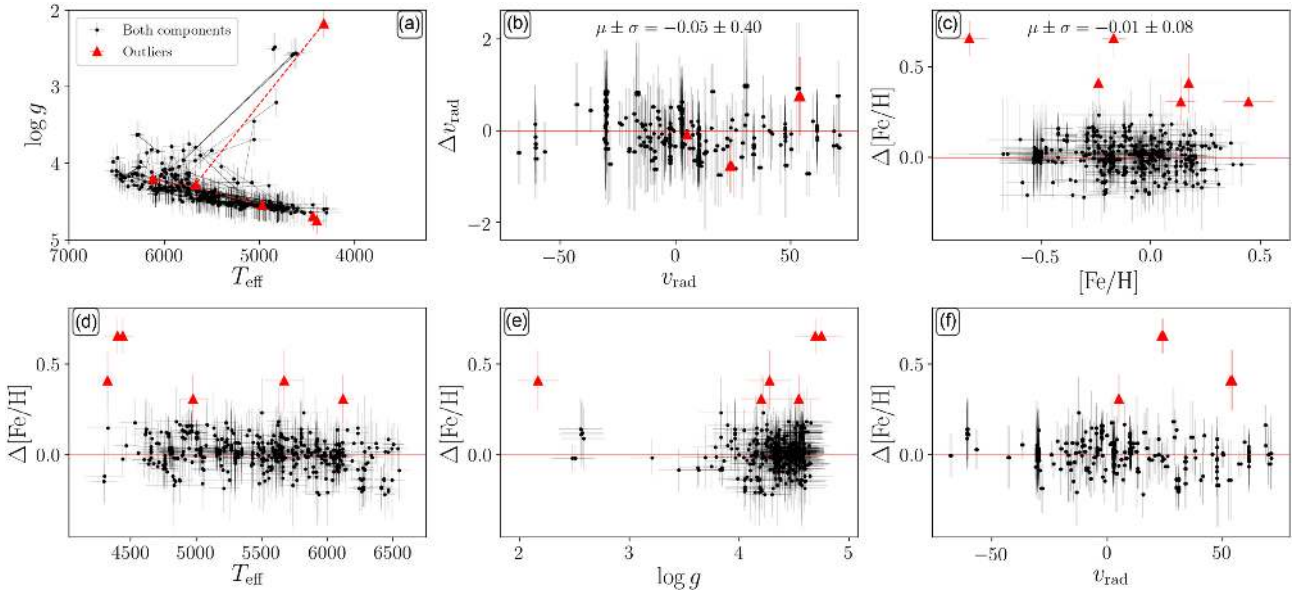 2
3
4
5
log g
7000
6000
5000
4000
T_eff
Both components
Outliers
(a)
2
0
−2
Δv_rad
(b)
μ ± σ = −0.05 ± 0.40
−50
0
50
v_rad
0.5
0.0
Δ[Fe/H]
(c)
μ ± σ = −0.01 ± 0.08
−0.5
0.0
0.5
[Fe/H]
(d)
0.5
0.0
Δ[Fe/H]
4500
5000
5500
6000
6500
T_eff
(e)
0.5
0.0
Δ[Fe/H]
2
3
4
5
log g
(f)
0.5
0.0
Δ[Fe/H]
−50
0
50
v_rad